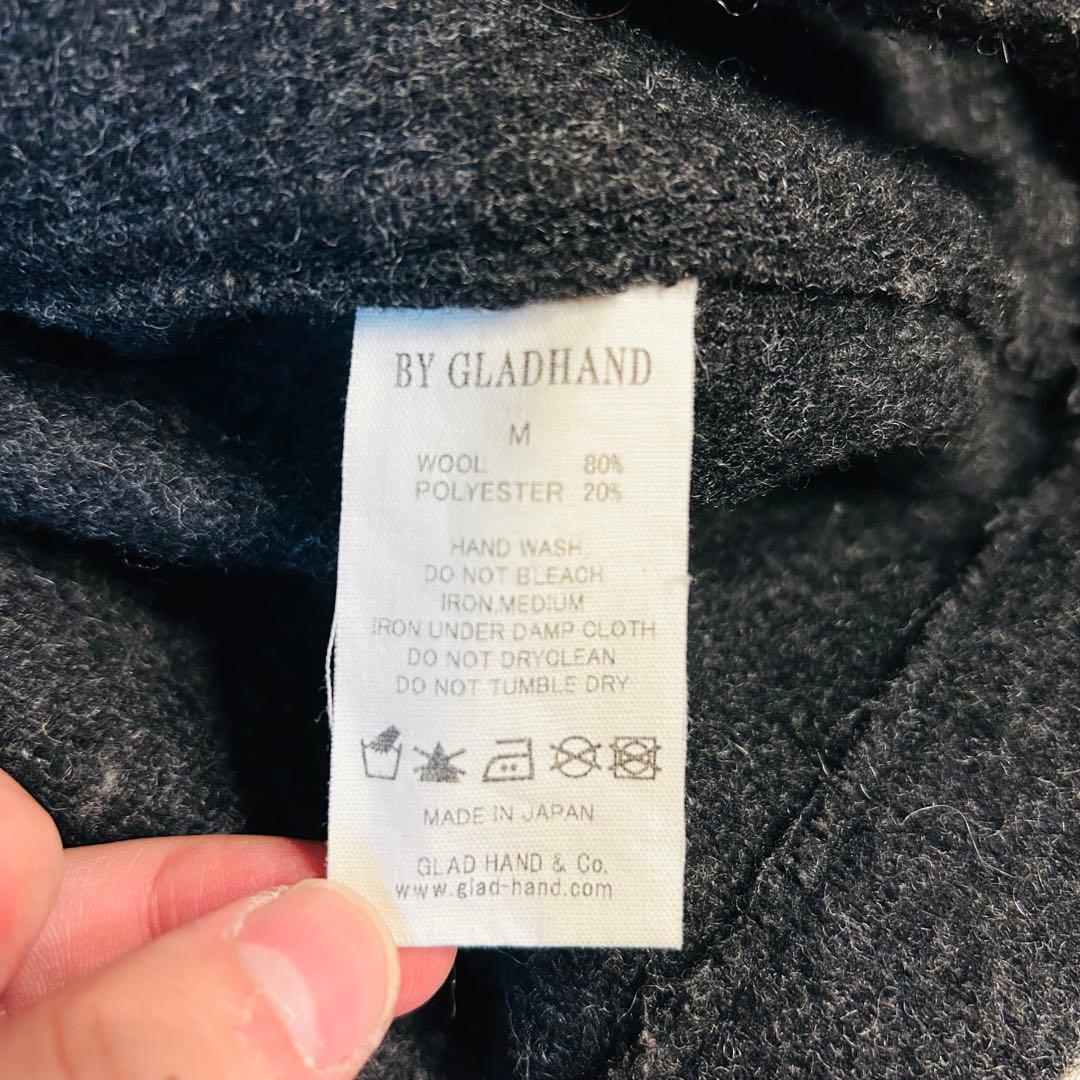 BY GLADHAND
M
WOOL 80%
POLYESTER 20%
HAND WASH
DO NOT BLEACH
IRON MEDIUM
IRON UNDER DAMP CLOTH
DO NOT DRYCLEAN
DO NOT TUMBLE DRY
MADE IN JAPAN
GLAD HAND & Co.
www.glad-hand.com